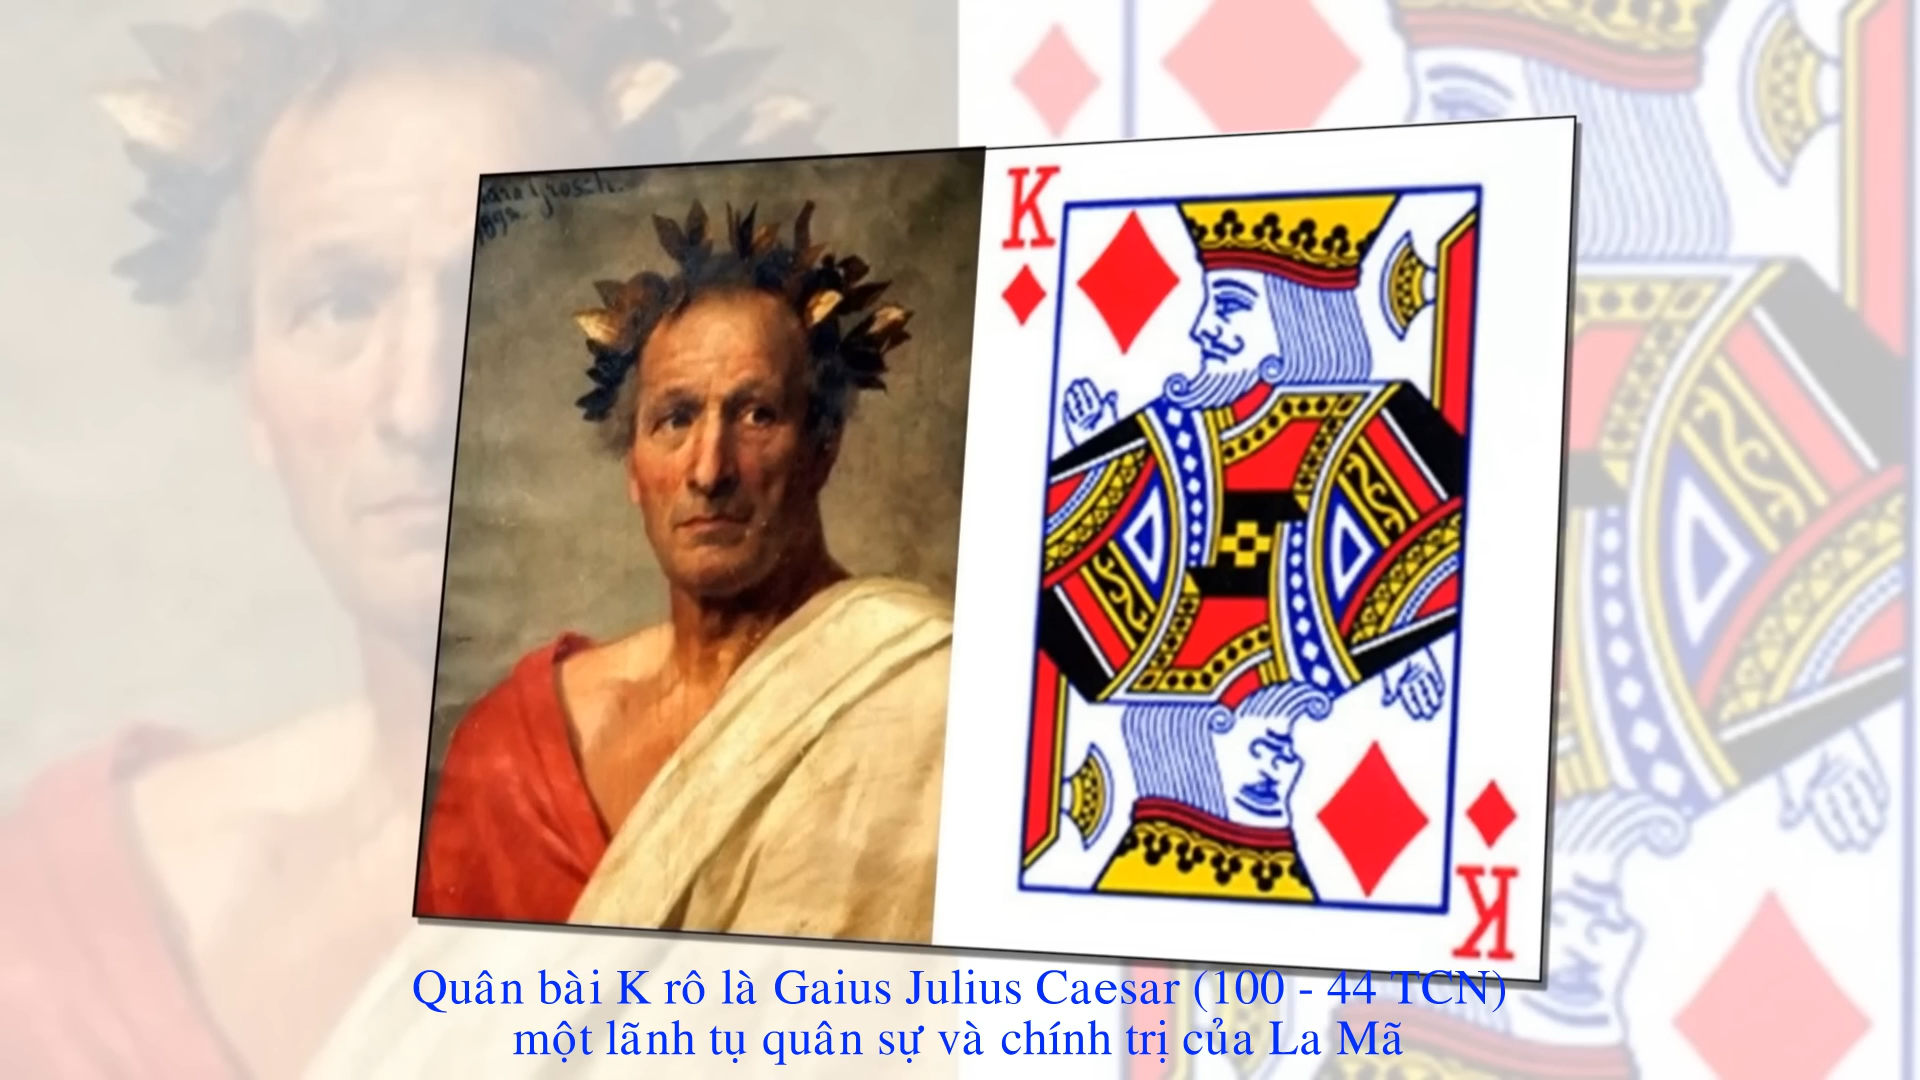 K
K
Quân bài K rô là Gaius Julius Caesar (100 - 44 TCN)
một lãnh tụ quân sự và chính trị của La Mã